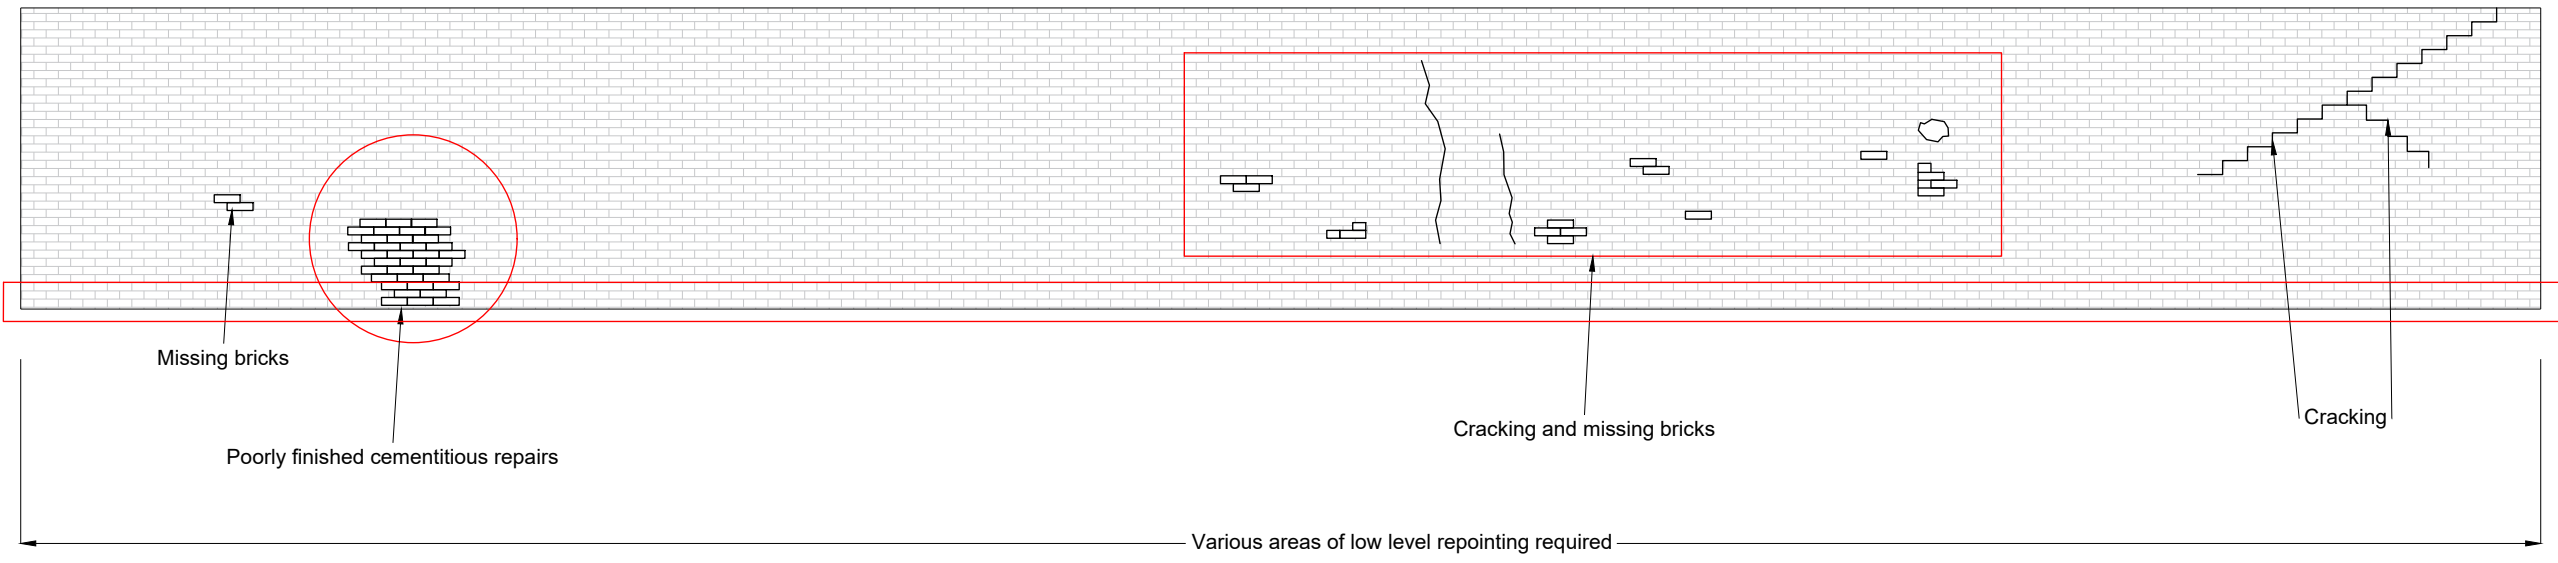 Missing bricks
Poorly finished cementitious repairs
Cracking and missing bricks
Cracking
Various areas of low level repointing required